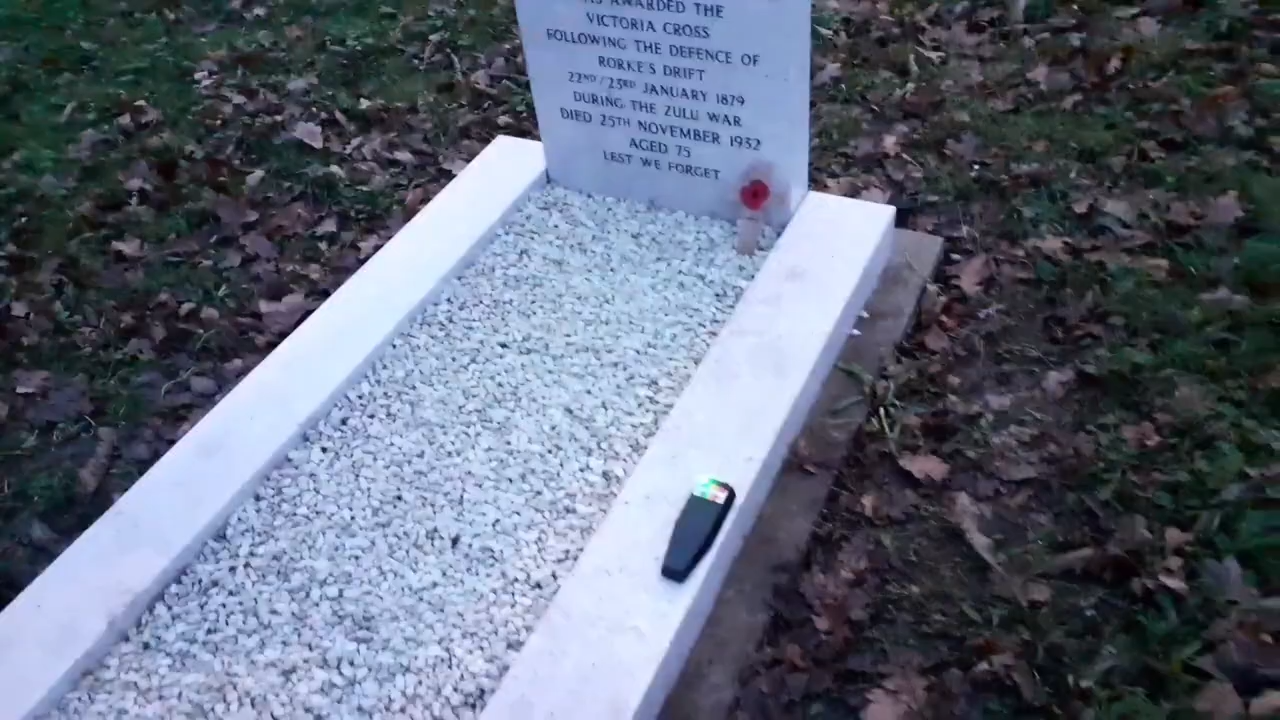 AS AWARDED THE
VICTORIA CROSS
FOLLOWING THE DEFENCE OF
RORKE'S DRIFT
22ND/23RD JANUARY 1879
DURING THE ZULU WAR
DIED 25TH NOVEMBER 1932
AGED 75
LEST WE FORGET